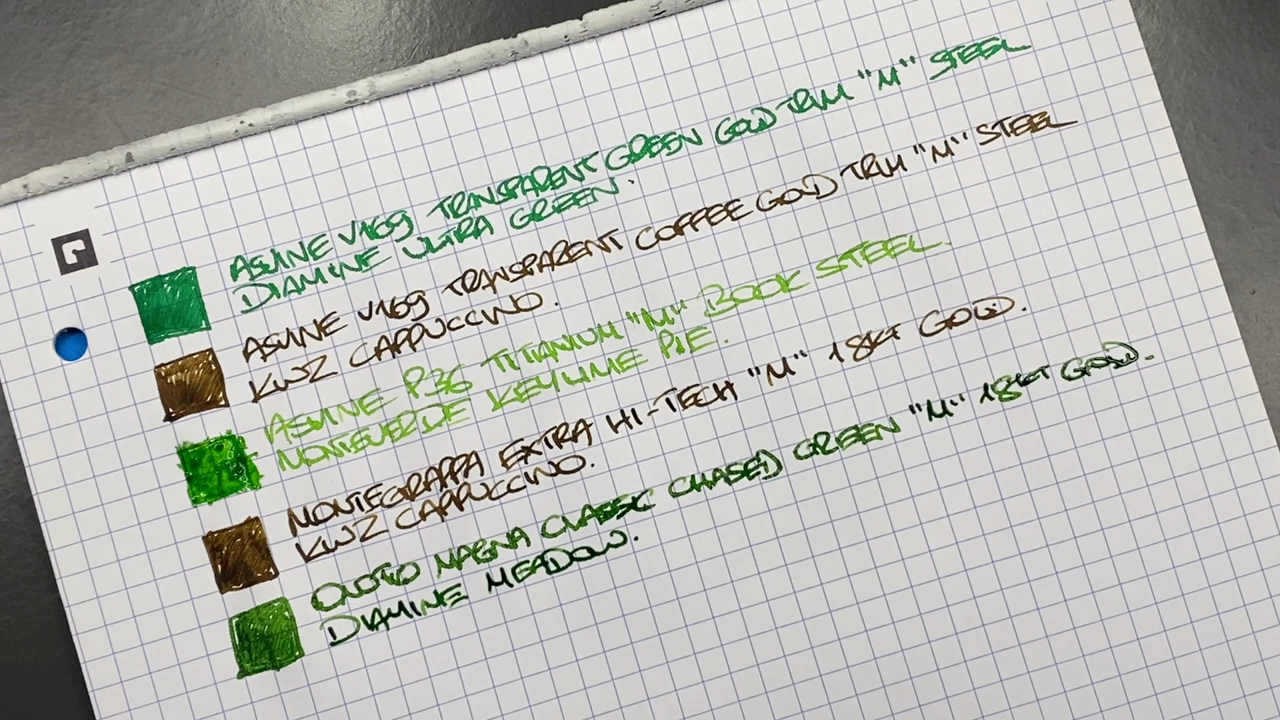 ASVINE V169 TRANSPARENT GREEN GOLD TRIM "M" STEEL
DIAMINE ULTRA GREEN.
ASVINE V169 TRANSPARENT COFFEE GOLD TRIM "M" STEEL
KWZ CAPPUCCINO.
ASVINE P36 TITANIUM "M" BOCK STEEL.
MONTEVERDE KEYLIME PIE.
MONTEGRAPPA EXTRA HI-TECH "M" 18KT GOLD.
KWZ CAPPUCCINO.
ONOTO MAGNA CLASSIC CHASED GREEN "M" 18KT GOLD.
DIAMINE MEADOW.